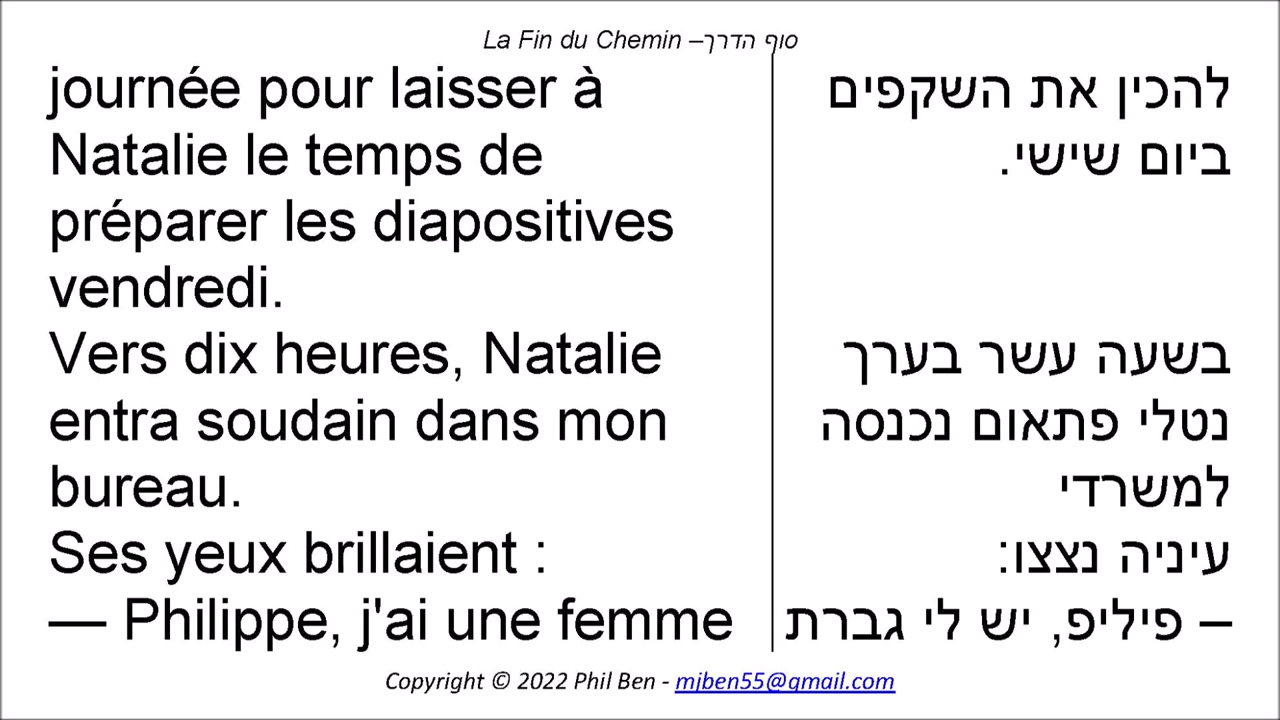 La Fin du Chemin –סוף הדרך
journée pour laisser à
Natalie le temps de
préparer les diapositives
vendredi.
Vers dix heures, Natalie
entra soudain dans mon
bureau.
Ses yeux brillaient :
— Philippe, j'ai une femme
להכין את השקפים
ביום שישי.
בשעה עשר בערך
נטלי פתאום נכנסה
למשרדי
עיניה נצצו:
– פיליפ, יש לי גברת
Copyright © 2022 Phil Ben - mjben55@gmail.com